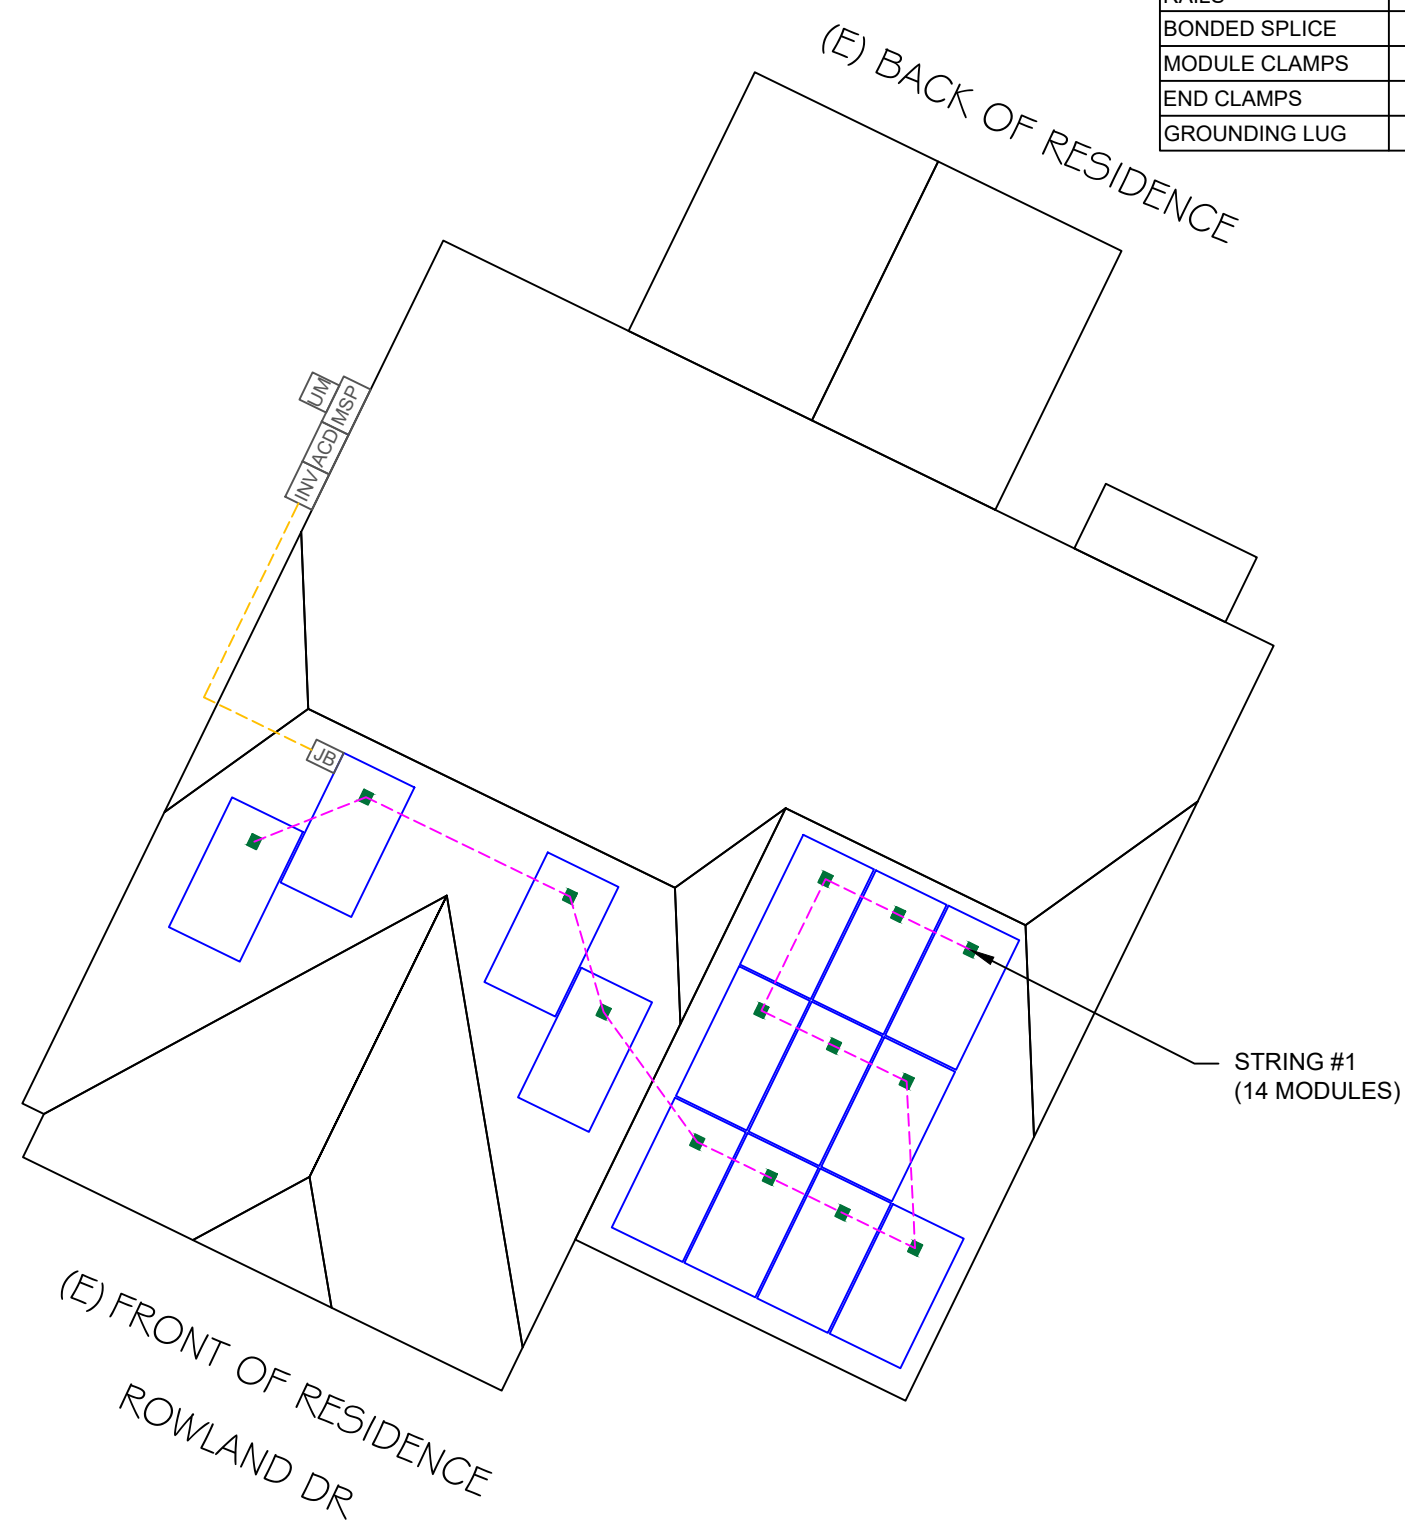 RAILS
BONDED SPLICE
MODULE CLAMPS
END CLAMPS
GROUNDING LUG
(E) BACK OF RESIDENCE
UM
MSP
ACD
INV
JB
STRING #1
(14 MODULES)
(E) FRONT OF RESIDENCE
ROWLAND DR